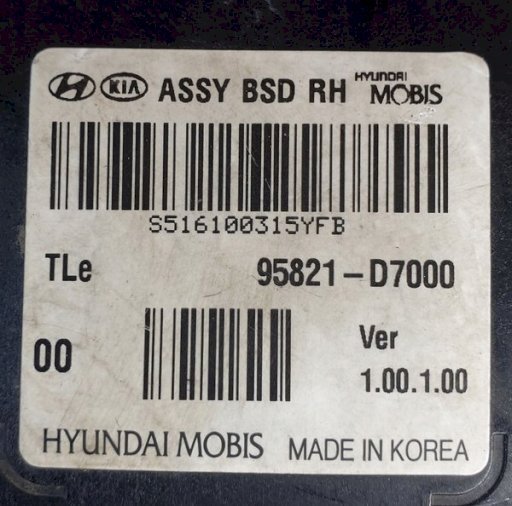 KIA ASSY BSD RH HYUNDAI MOBIS
S516100315YFB
TLe 95821-D7000
00 Ver
1.00.1.00
HYUNDAI MOBIS MADE IN KOREA